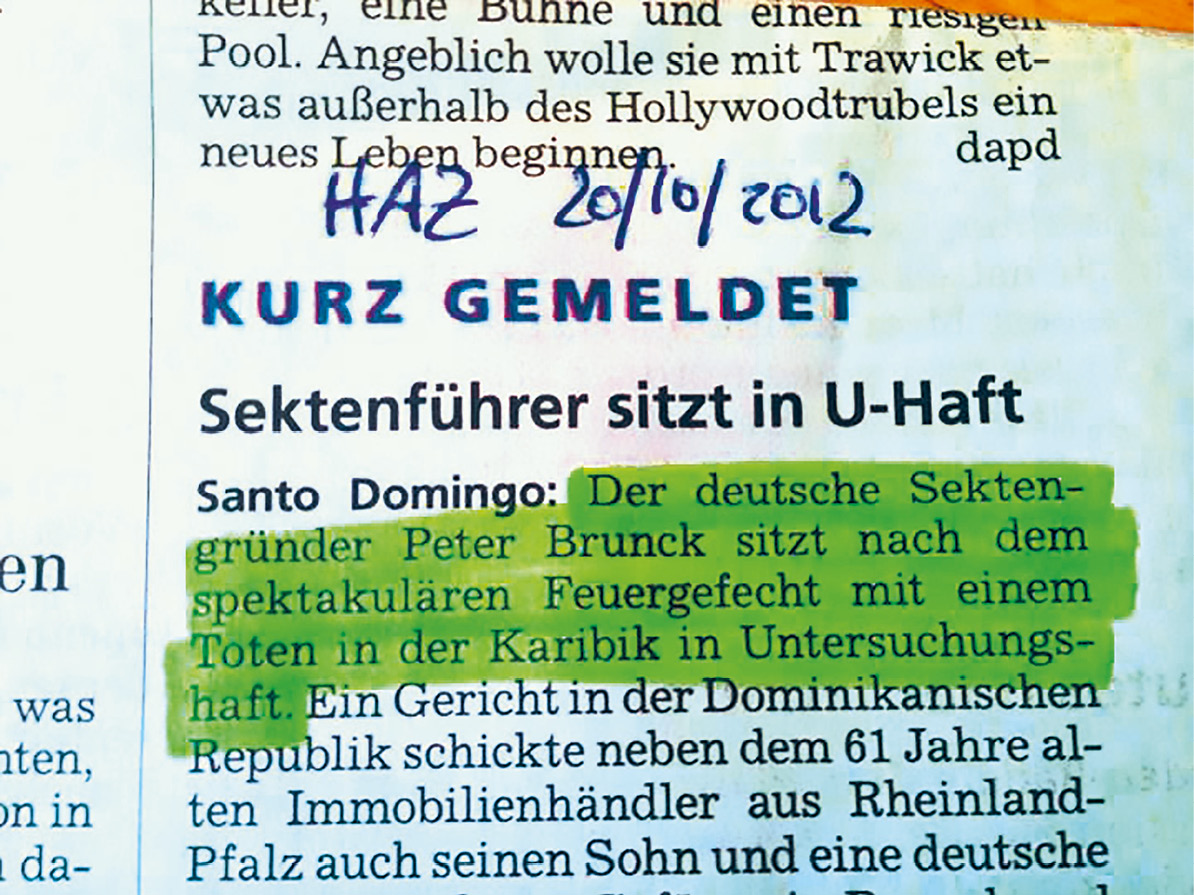 keller, eine Bühne und einen riesigen
Pool. Angeblich wolle sie mit Trawick et-
was außerhalb des Hollywoodtrubels ein
neues Leben beginnen. dapd
HAZ 20/10/2012
KURZ GEMELDET
Sektenführer sitzt in U-Haft
Santo Domingo: Der deutsche Sekten-
gründer Peter Brunck sitzt nach dem
spektakulären Feuergefecht mit einem
Toten in der Karibik in Untersuchungs-
haft. Ein Gericht in der Dominikanischen
Republik schickte neben dem 61 Jahre al-
ten Immobilienhändler aus Rheinland-
Pfalz auch seinen Sohn und eine deutsche
en
was
nten,
on in
da-